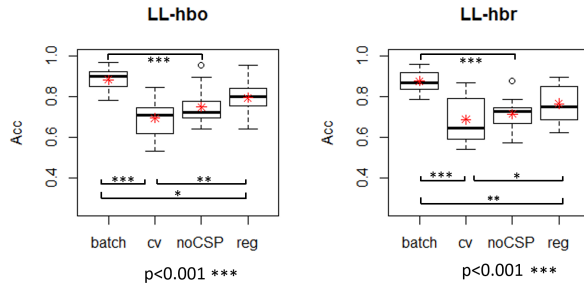 LL-hbo
Acc
1.0
0.8
0.6
0.4
***
*** **
*
batch cv noCSP reg
p<0.001 ***
LL-hbr
Acc
1.0
0.8
0.6
0.4
***
*** *
**
batch cv noCSP reg
p<0.001 ***